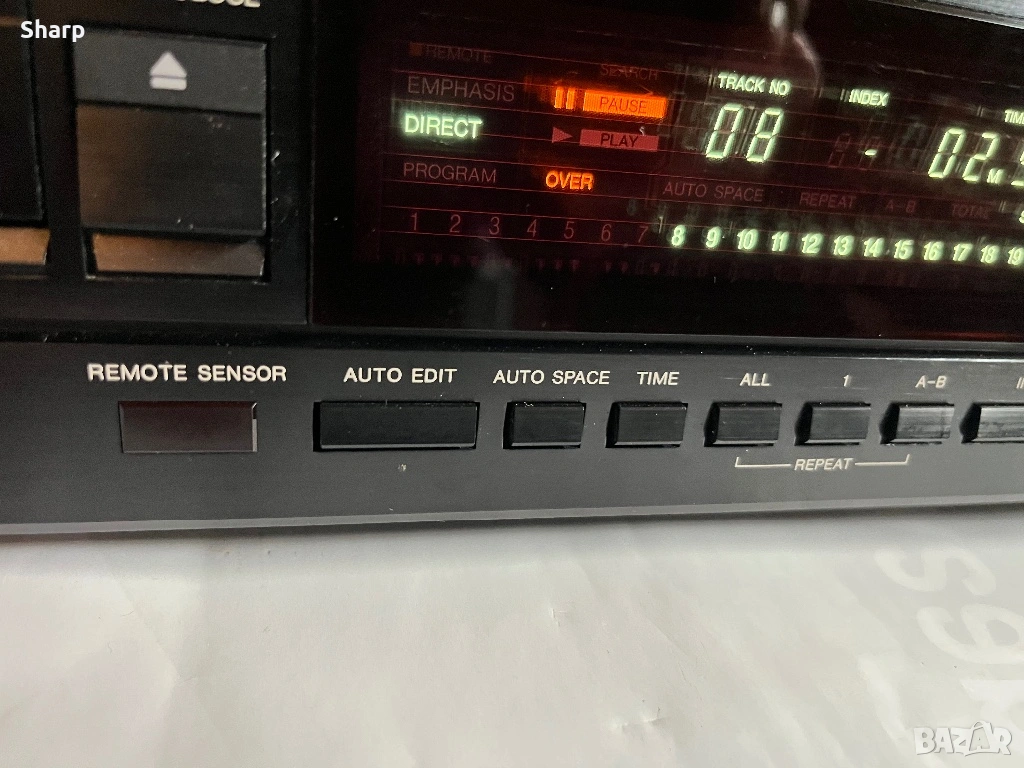 Sharp
REMOTE
SEARCH
TRACK NO
INDEX
EMPHASIS
PAUSE
DIRECT
PLAY
08
-
02 M
PROGRAM
OVER
AUTO SPACE
REPEAT
A-B
TOTAL
1 2 3 4 5 6 7 8 9 10 11 12 13 14 15 16 17 18 19
REMOTE SENSOR
AUTO EDIT
AUTO SPACE
TIME
ALL
1
A-B
REPEAT
BAZAR